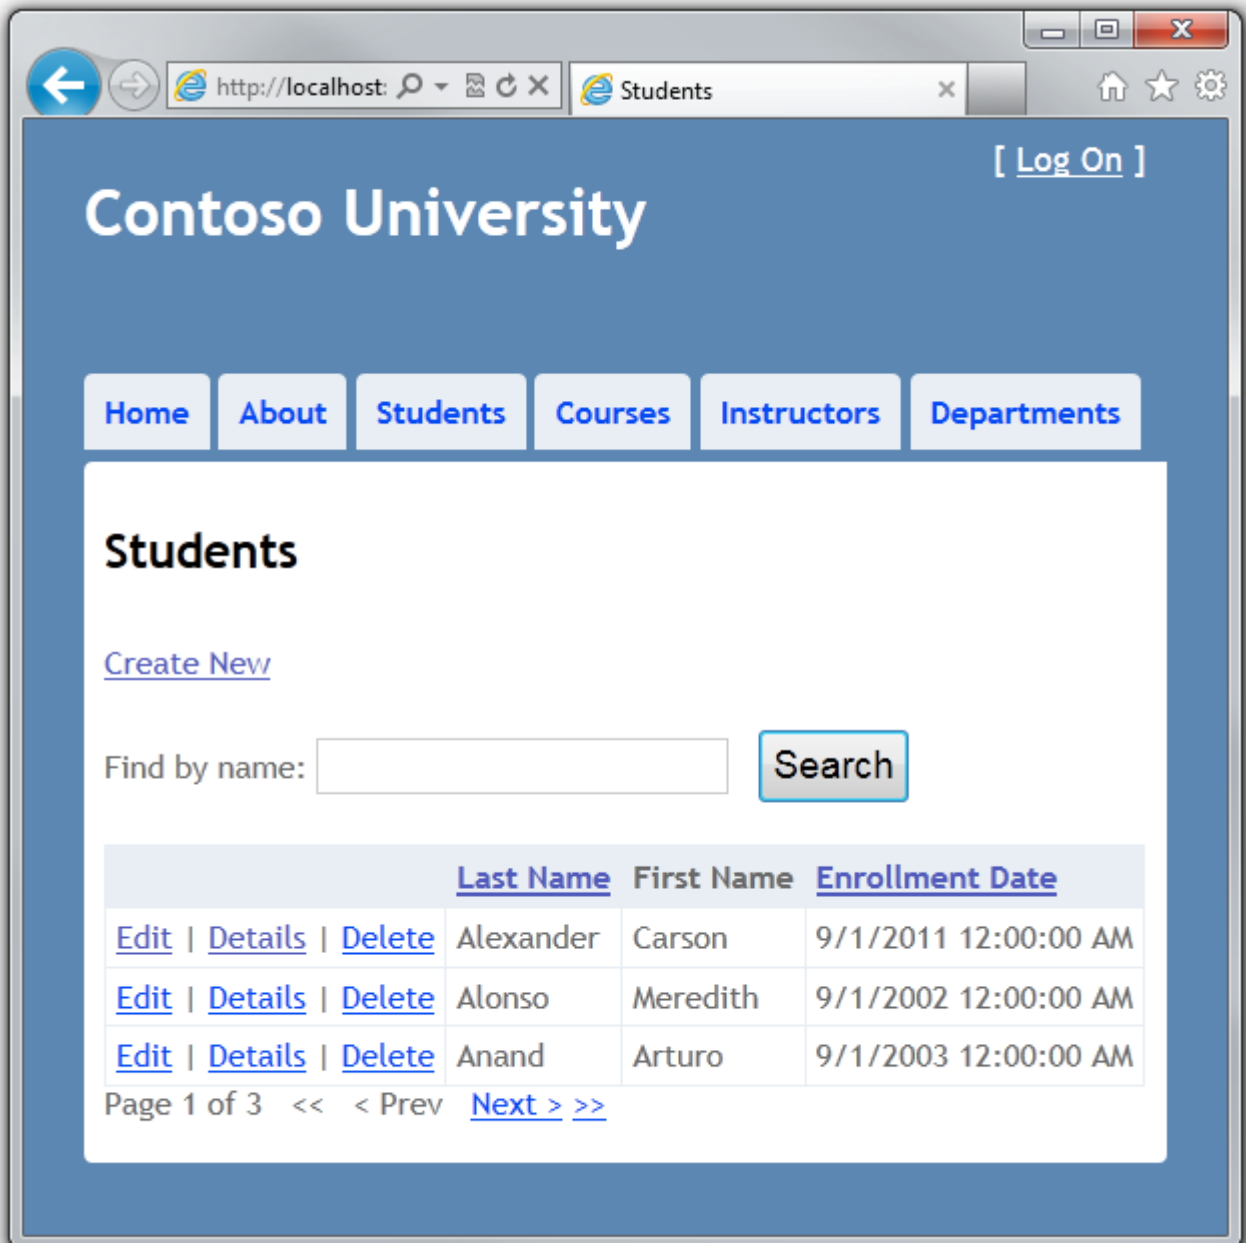 http://localhost: Students
[ Log On ]
Contoso University
Home About Students Courses Instructors Departments
Students
Create New
Find by name: Search
Last Name First Name Enrollment Date
Edit | Details | Delete Alexander Carson 9/1/2011 12:00:00 AM
Edit | Details | Delete Alonso Meredith 9/1/2002 12:00:00 AM
Edit | Details | Delete Anand Arturo 9/1/2003 12:00:00 AM
Page 1 of 3 << < Prev Next > >>